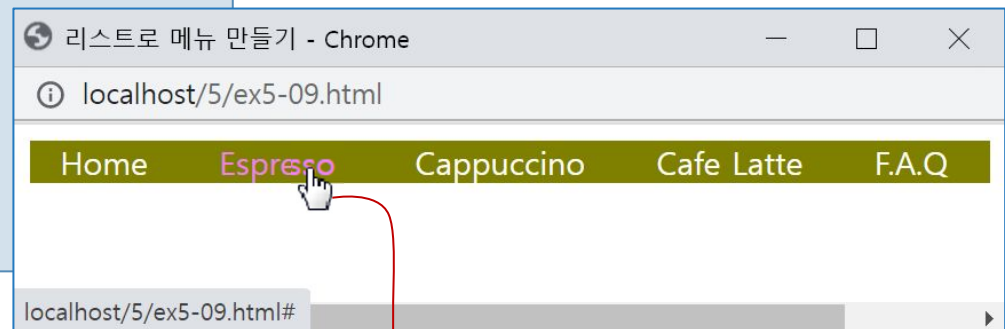 리스트로 메뉴 만들기 - Chrome
localhost/5/ex5-09.html
Home Espresso Cappuccino Cafe Latte F.A.Q
localhost/5/ex5-09.html#